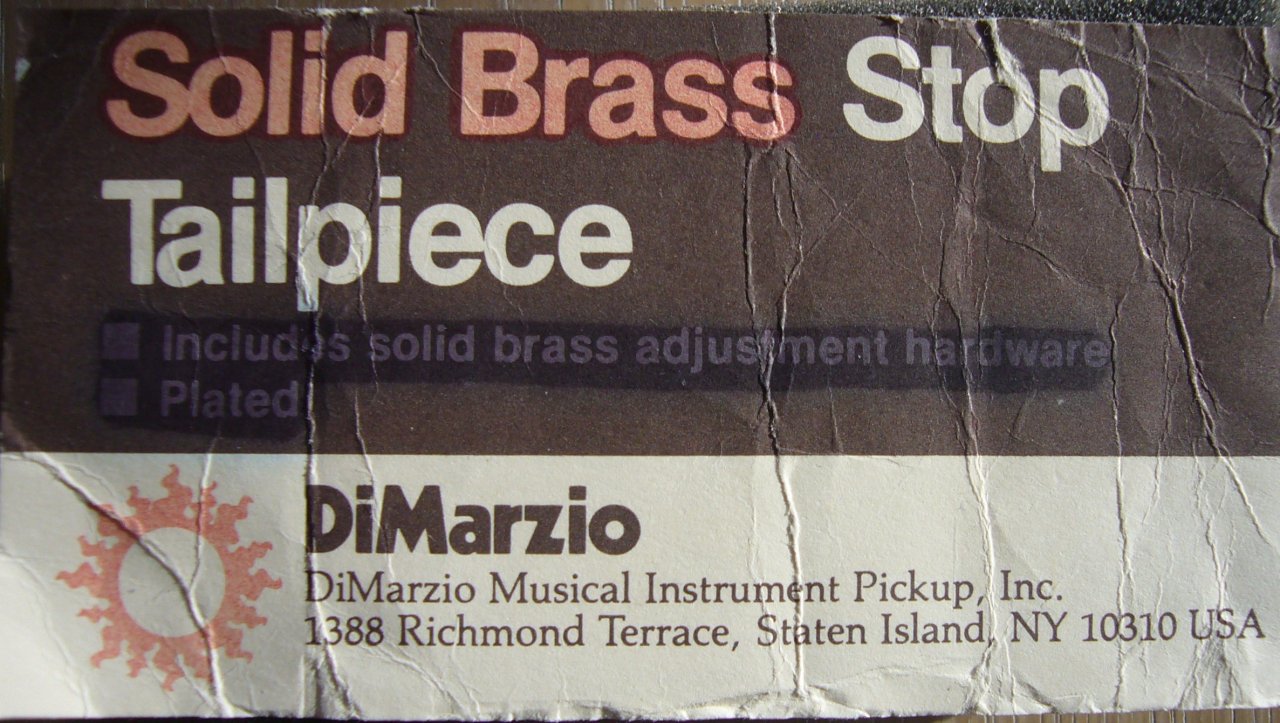 Solid Brass Stop
Tailpiece
■ Includes solid brass adjustment hardware
■ Plated
DiMarzio
DiMarzio Musical Instrument Pickup, Inc.
1388 Richmond Terrace, Staten Island, NY 10310 USA